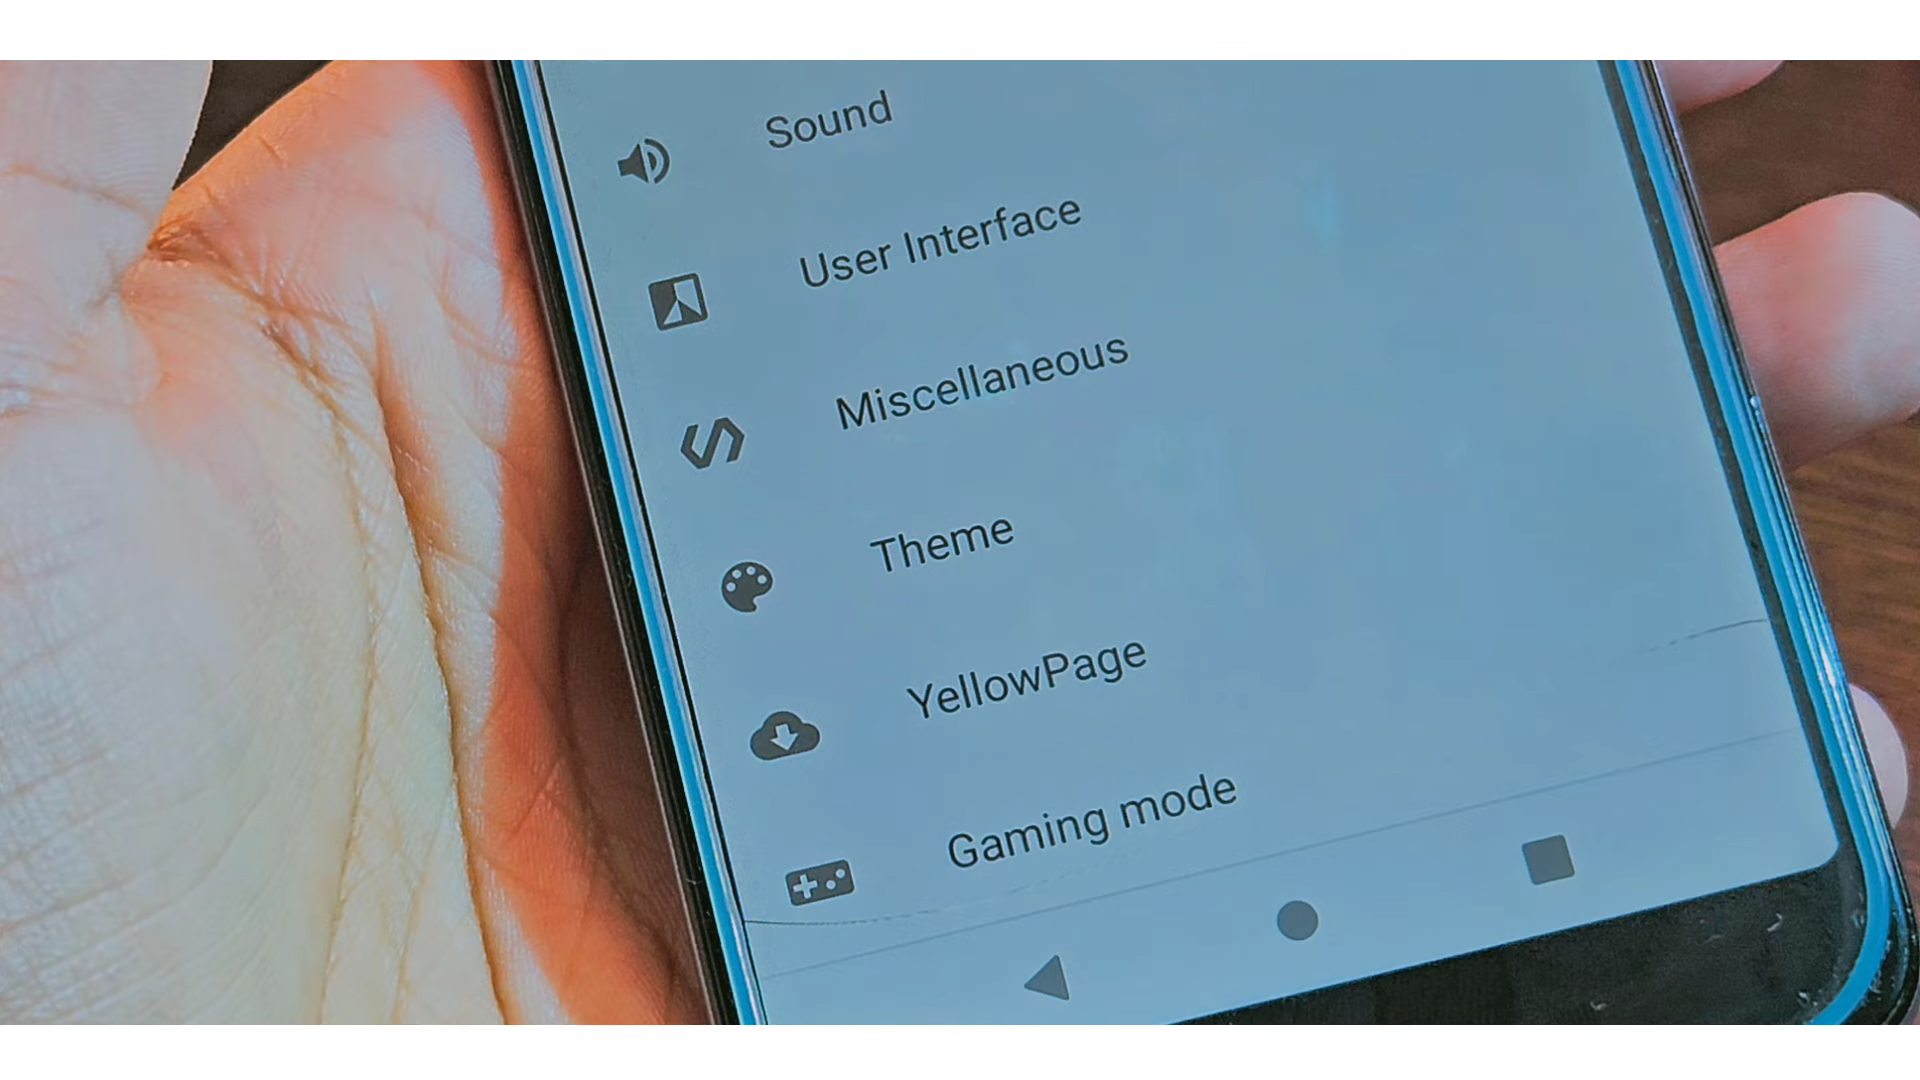 Sound
User Interface
Miscellaneous
Theme
YellowPage
Gaming mode